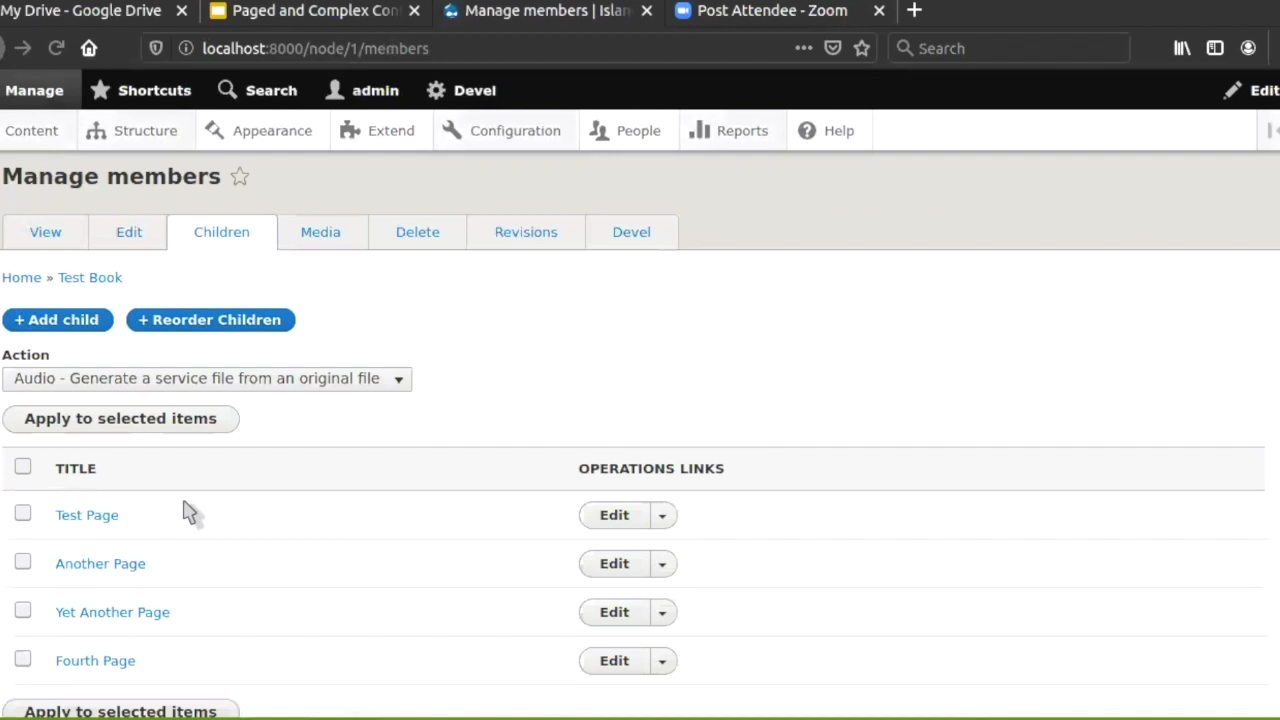 My Drive - Google Drive Paged and Complex Con Manage members | Islan Post Attendee - Zoom
localhost:8000/node/1/members Search
Manage Shortcuts Search admin Devel Edit
Content Structure Appearance Extend Configuration People Reports Help
Manage members
View Edit Children Media Delete Revisions Devel
Home » Test Book
+ Add child + Reorder Children
Action
Audio - Generate a service file from an original file
Apply to selected items
TITLE OPERATIONS LINKS
Test Page Edit
Another Page Edit
Yet Another Page Edit
Fourth Page Edit
Apply to selected items